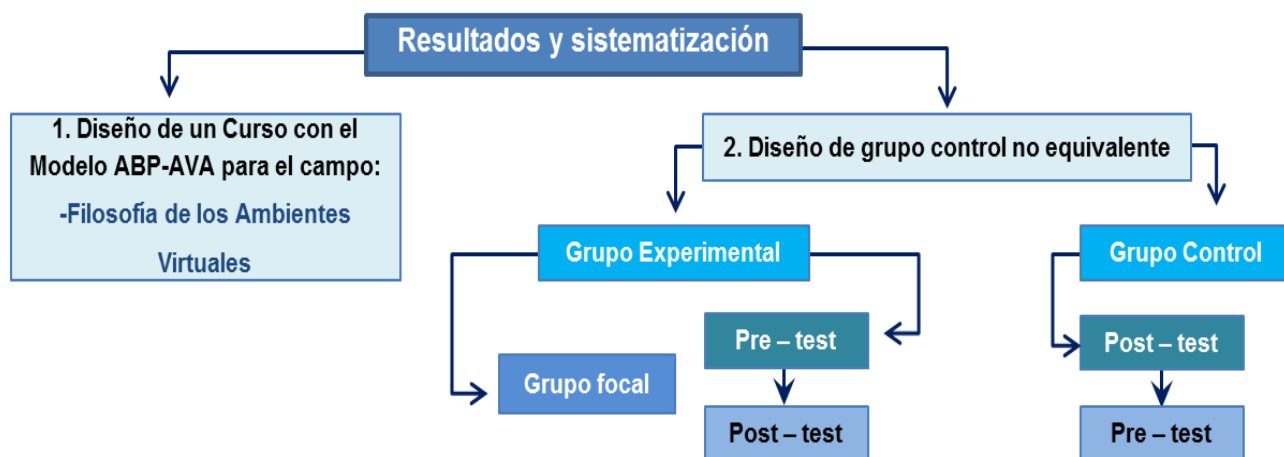 Resultados y sistematización
1. Diseño de un Curso con el
Modelo ABP-AVA para el campo:
-Filosofía de los Ambientes
Virtuales
2. Diseño de grupo control no equivalente
Grupo Experimental
Grupo Control
Grupo focal
Pre – test
Post – test
Post – test
Pre – test